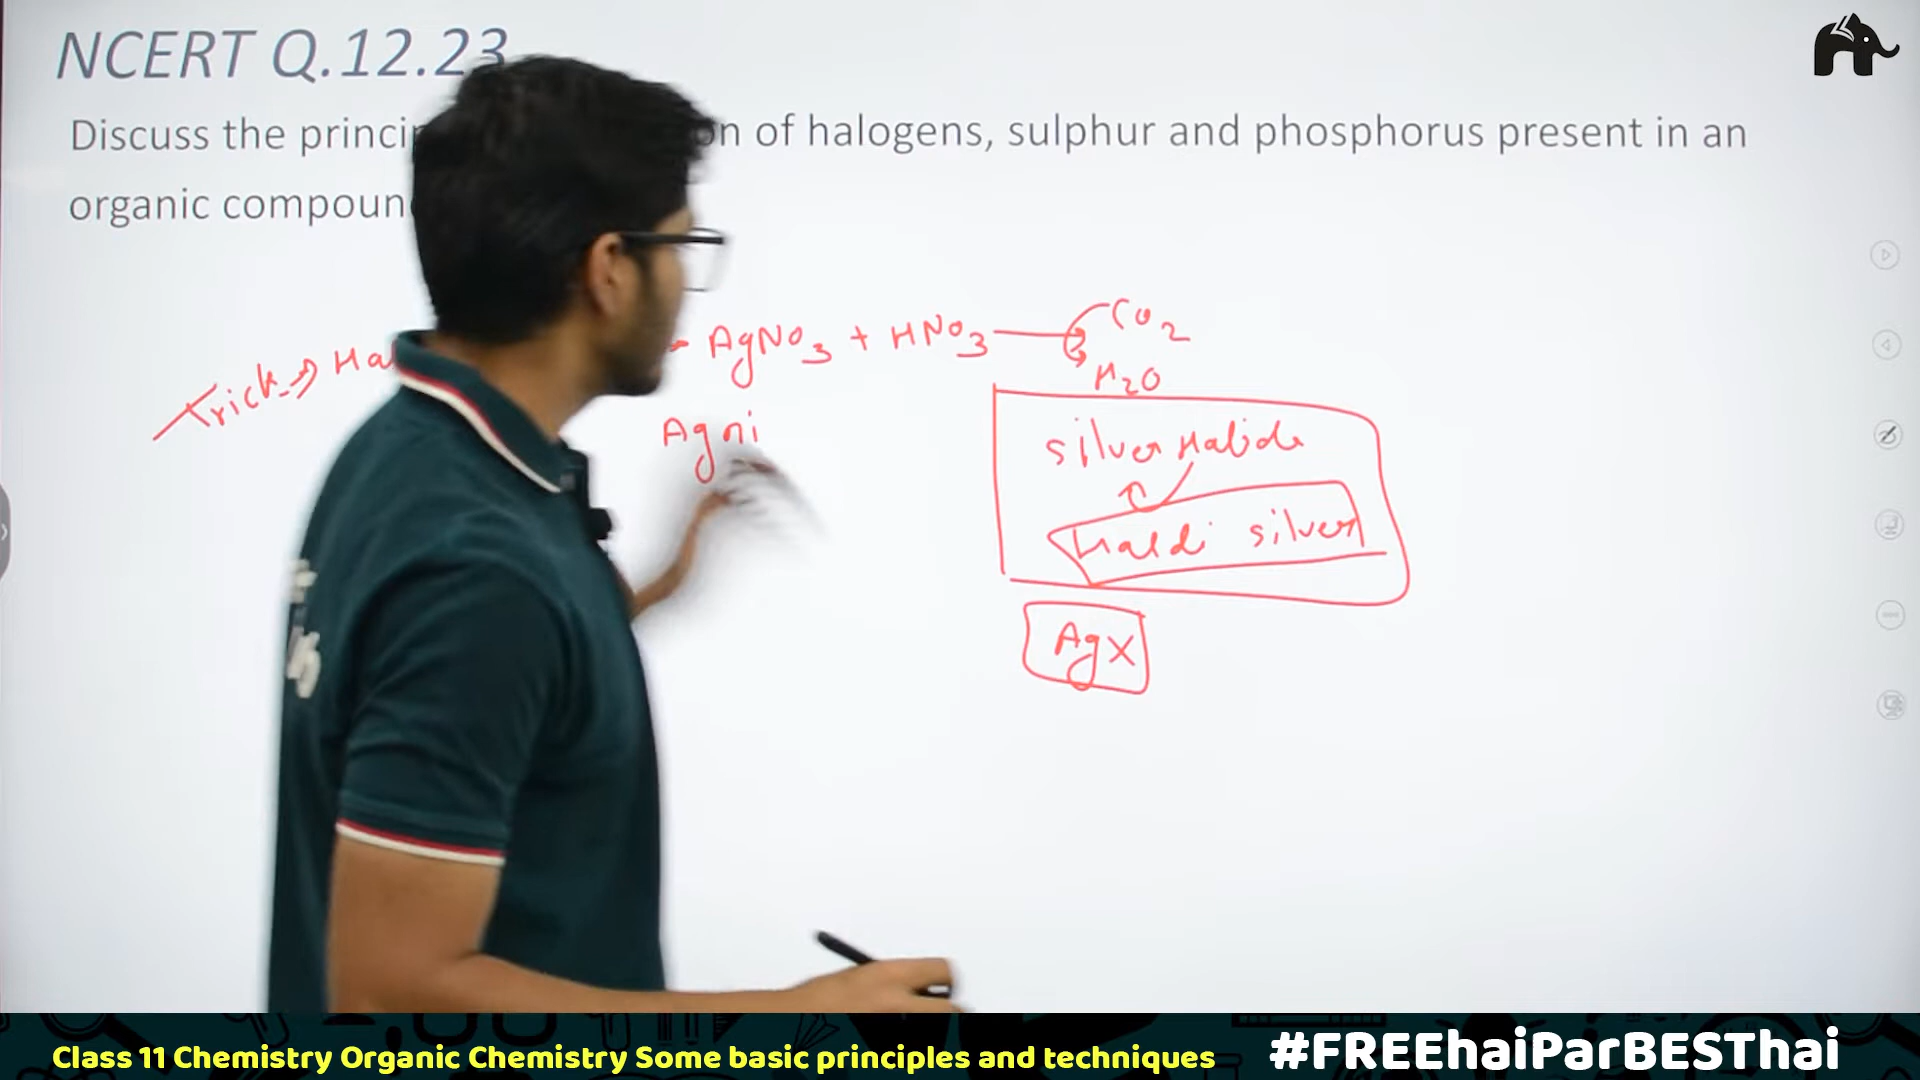 NCERT Q.12.23
Discuss the princi on of halogens, sulphur and phosphorus present in an
organic compoun
Trick → Ha AgNO3 + HNO3 → CO2
H2O
Agni
silver Halide
Haldi silver
AgX
Class 11 Chemistry Organic Chemistry Some basic principles and techniques
#FREEhaiParBESThai